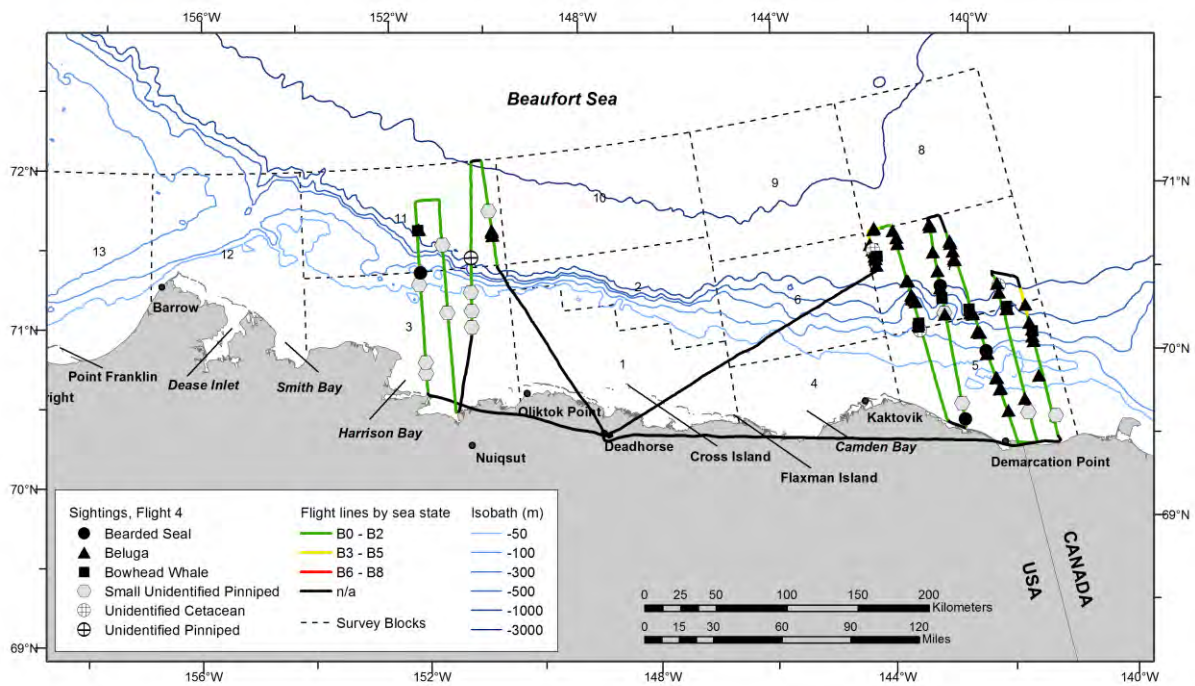 156°W 152°W 148°W 144°W 140°W
72°N
71°N
70°N
69°N
71°N
70°N
69°N
Beaufort Sea
8
9
10
11
13
12
2
6
3
1
4
5
Barrow
Point Franklin
right
Dease Inlet
Smith Bay
Harrison Bay
Oliktok Point
Nuiqsut
Deadhorse
Cross Island
Flaxman Island
Camden Bay
Kaktovik
Demarcation Point
USA
CANADA
Sightings, Flight 4
Bearded Seal
Beluga
Bowhead Whale
Small Unidentified Pinniped
Unidentified Cetacean
Unidentified Pinniped
Flight lines by sea state
B0 - B2
B3 - B5
B6 - B8
n/a
Survey Blocks
Isobath (m)
-50
-100
-300
-500
-1000
-3000
0 25 50 100 150 200
Kilometers
0 15 30 60 90 120
Miles
156°W 152°W 148°W 144°W 142°W 140°W